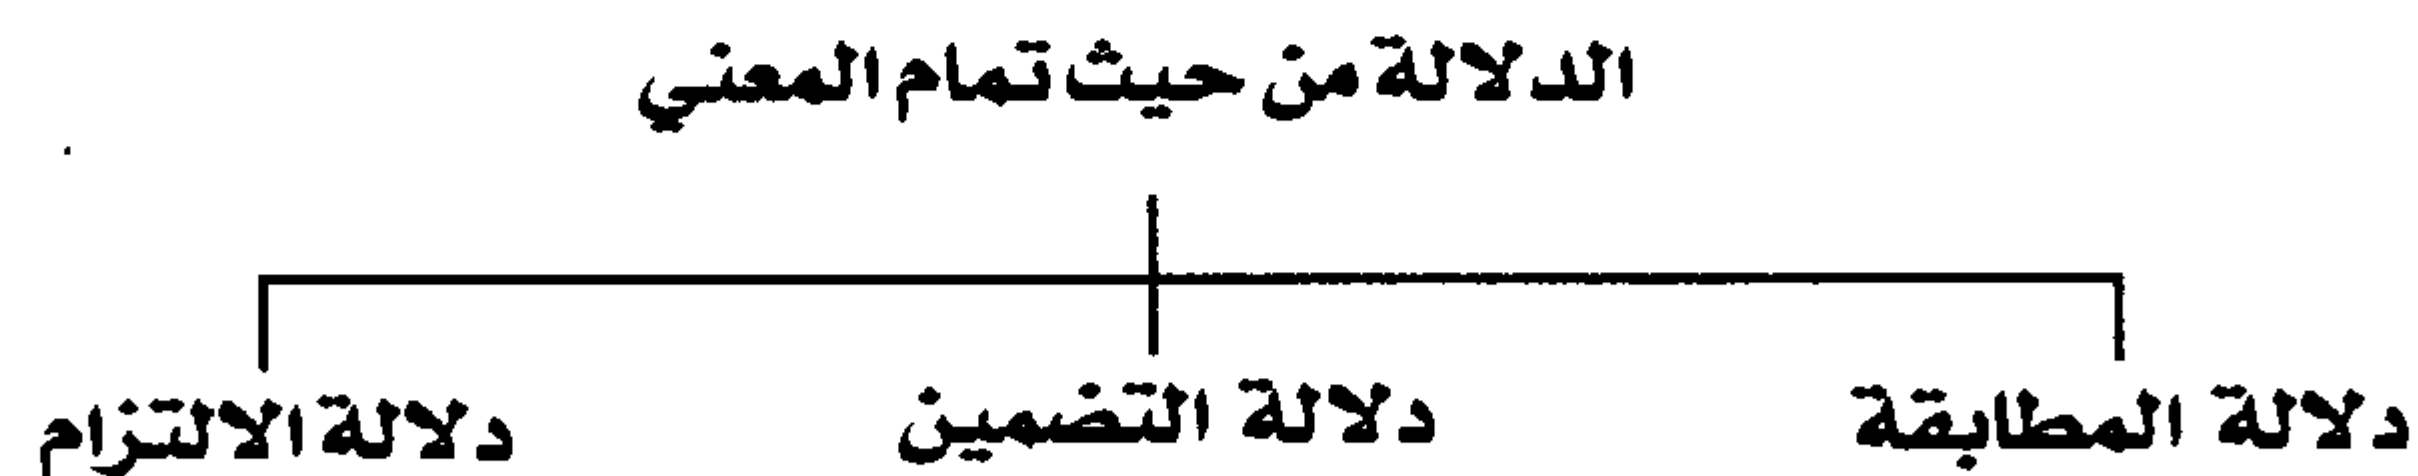 الدلالة من حيث تمام المعني
دلالة المطابقة دلالة التضمين دلالة الالتزام